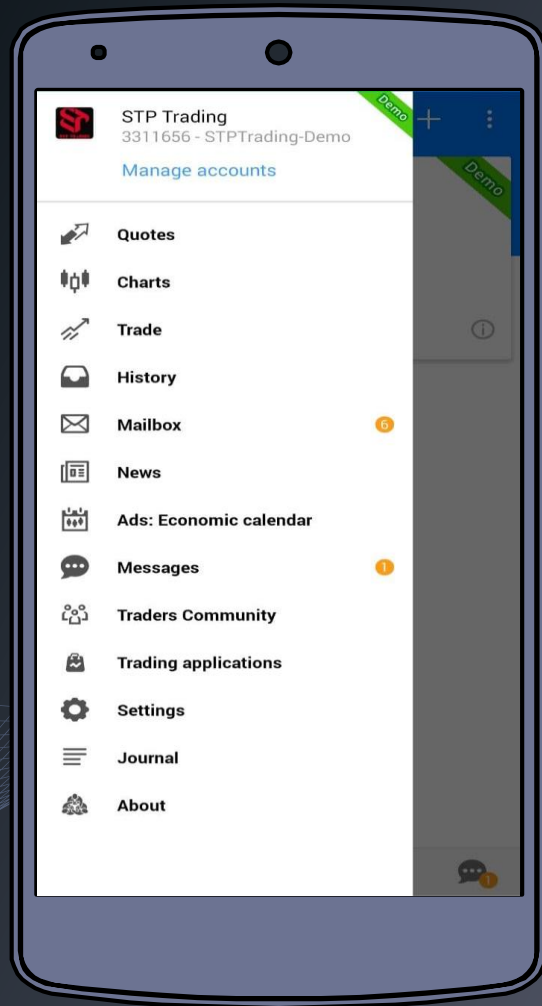 STP Trading
3311656 - STPTrading-Demo
Demo
Manage accounts
Demo
Quotes
Charts
Trade
History
Mailbox 6
News
Ads: Economic calendar
Messages 1
Traders Community
Trading applications
Settings
Journal
About
1